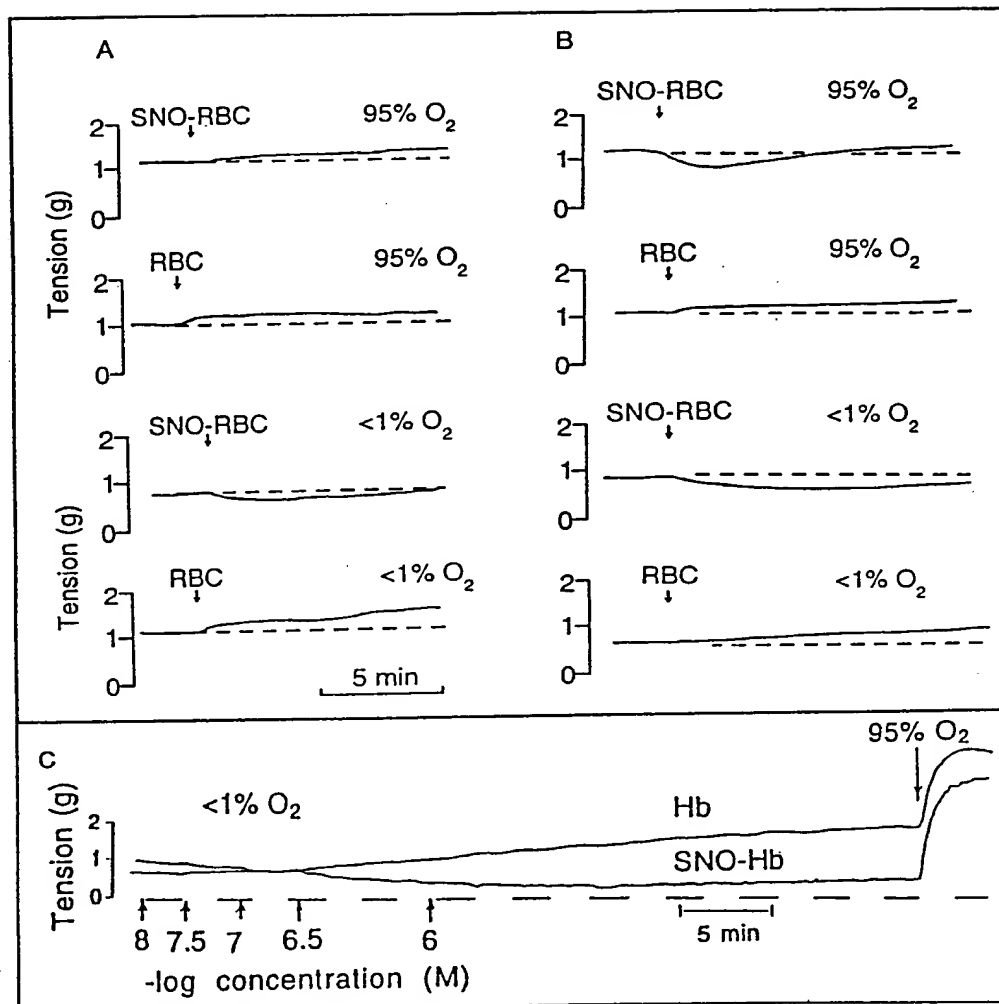 A
SNO-RBC 95% O2
2
1
0
RBC 95% O2
2
1
0
SNO-RBC <1% O2
2
1
0
RBC <1% O2
2
1
0
Tension (g)
Tension (g)
5 min
B
SNO-RBC 95% O2
2
1
0
RBC 95% O2
2
1
0
SNO-RBC <1% O2
2
1
0
RBC <1% O2
2
1
0
C
95% O2
<1% O2
Hb
SNO-Hb
Tension (g)
2
1
0
5 min
8 7.5 7 6.5 6
-log concentration (M)